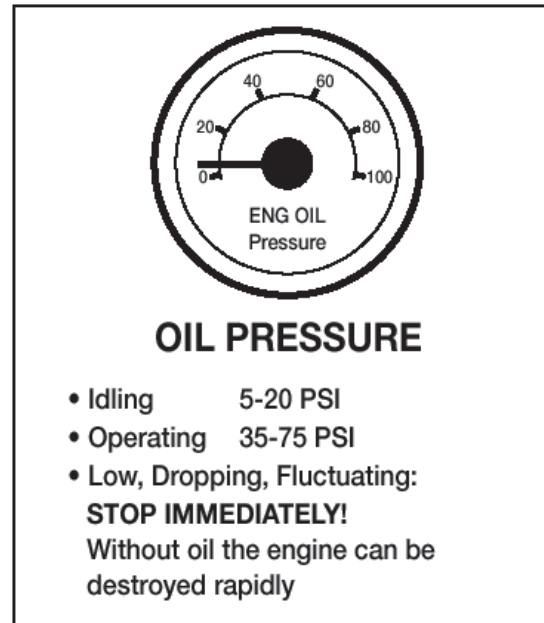 40 60
20 80
0 100
ENG OIL
Pressure
OIL PRESSURE
• Idling 5-20 PSI
• Operating 35-75 PSI
• Low, Dropping, Fluctuating:
STOP IMMEDIATELY!
Without oil the engine can be
destroyed rapidly